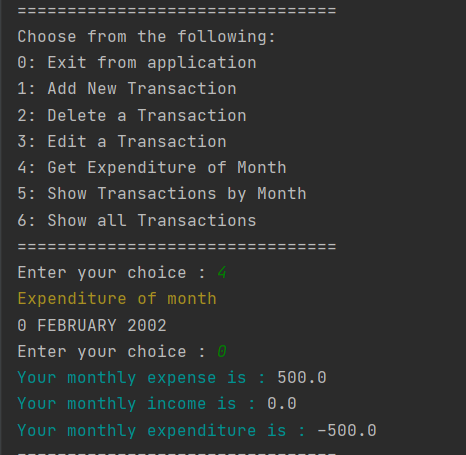 ================================
Choose from the following:
0: Exit from application
1: Add New Transaction
2: Delete a Transaction
3: Edit a Transaction
4: Get Expenditure of Month
5: Show Transactions by Month
6: Show all Transactions
================================
Enter your choice : 4
Expenditure of month
0 FEBRUARY 2002
Enter your choice : 0
Your monthly expense is : 500.0
Your monthly income is : 0.0
Your monthly expenditure is : -500.0
================================